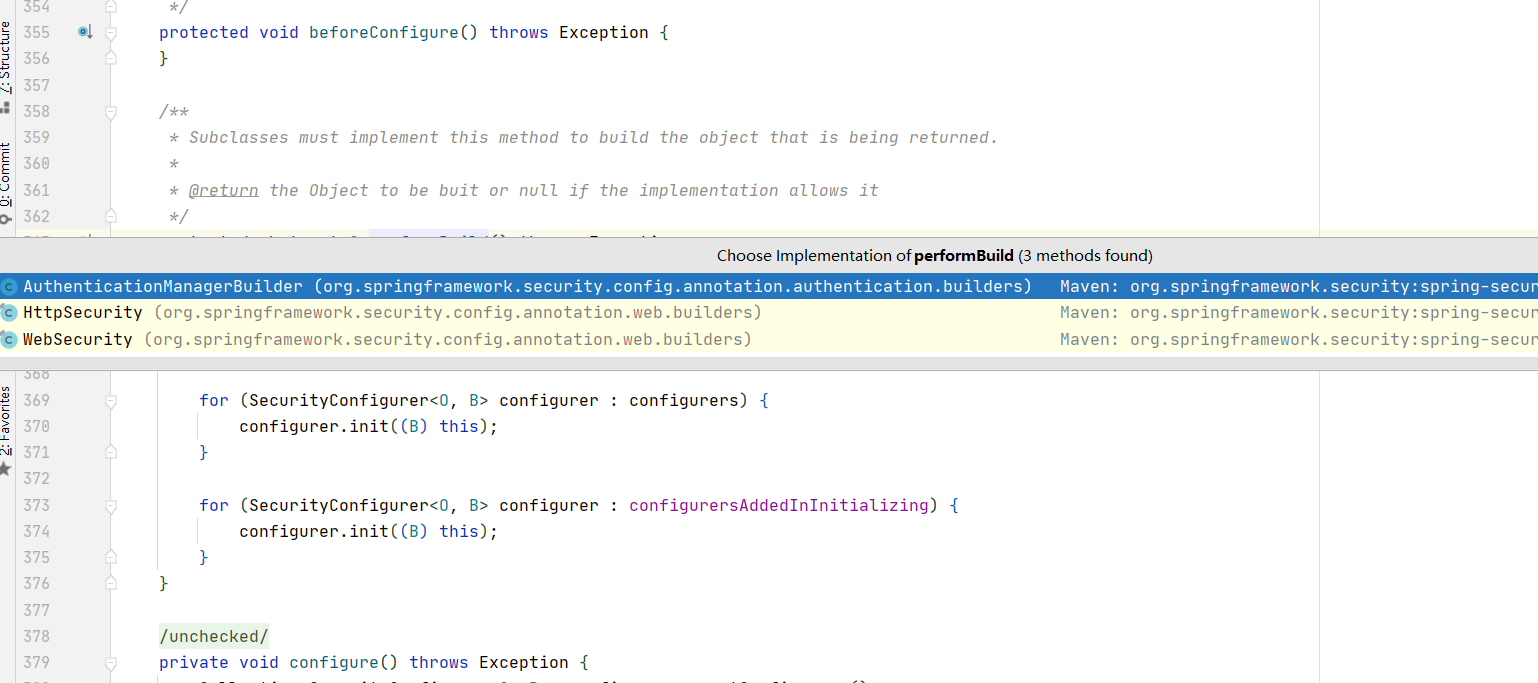 354 */
355 protected void beforeConfigure() throws Exception {
356 }
357
358 /**
359 * Subclasses must implement this method to build the object that is being returned.
360 *
361 * @return the Object to be buit or null if the implementation allows it
362 */
Choose Implementation of performBuild (3 methods found)
AuthenticationManagerBuilder (org.springframework.security.config.annotation.authentication.builders) Maven: org.springframework.security:spring-secur
HttpSecurity (org.springframework.security.config.annotation.web.builders) Maven: org.springframework.security:spring-secur
WebSecurity (org.springframework.security.config.annotation.web.builders) Maven: org.springframework.security:spring-secur
368
369 for (SecurityConfigurer<O, B> configurer : configurers) {
370 configurer.init((B) this);
371 }
372
373 for (SecurityConfigurer<O, B> configurer : configurersAddedInInitializing) {
374 configurer.init((B) this);
375 }
376 }
377
378 /unchecked/
379 private void configure() throws Exception {
Z: Structure
0: Commit
2: Favorites